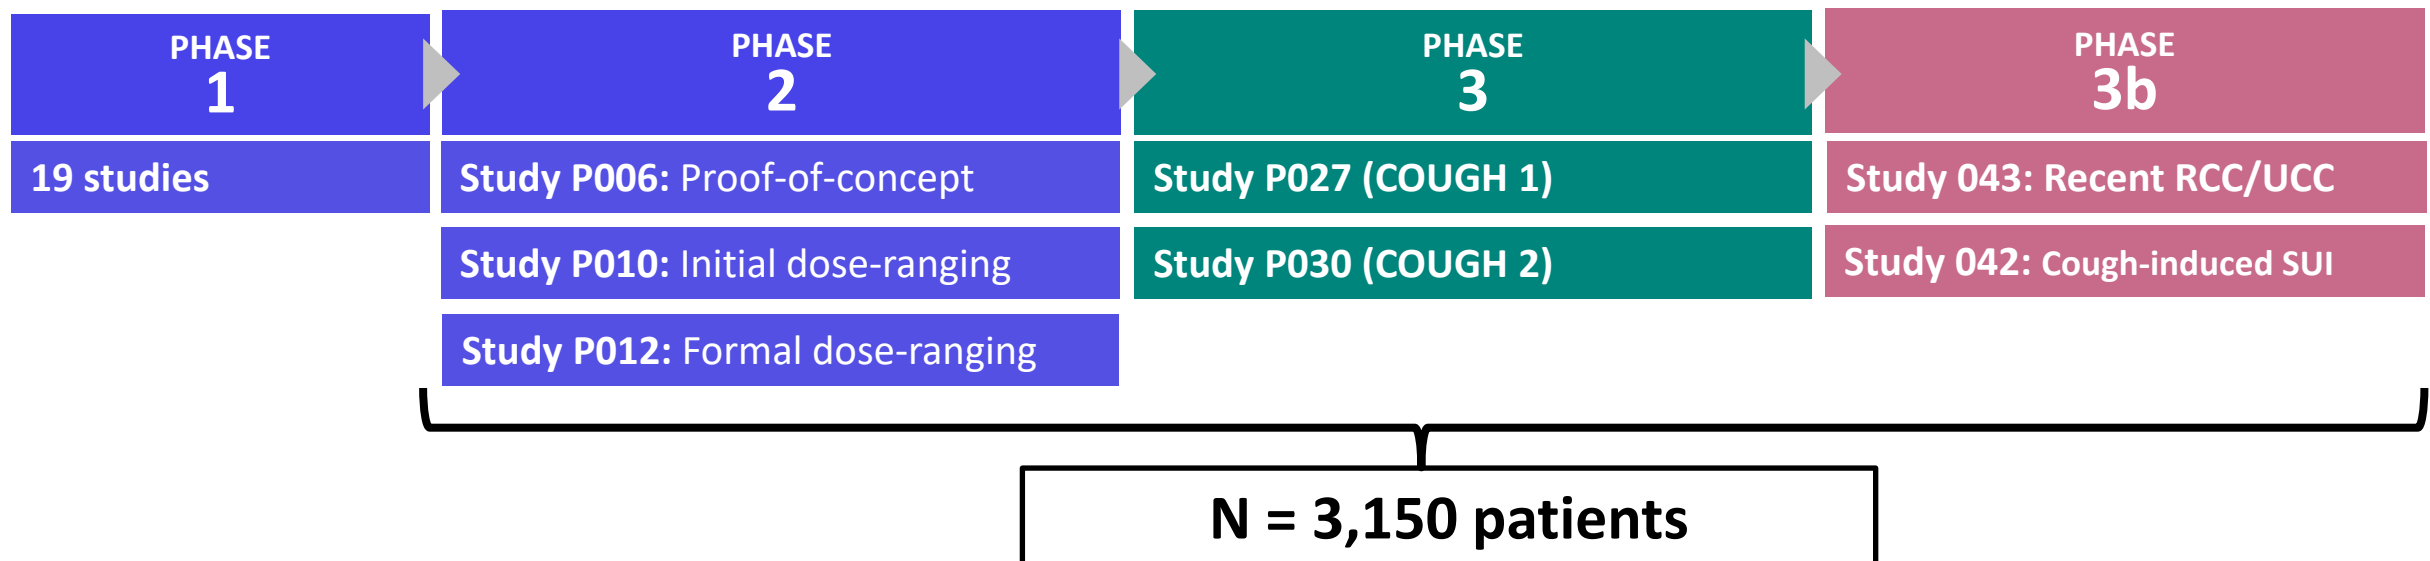 PHASE
1
19 studies
PHASE
2
Study P006: Proof-of-concept
Study P010: Initial dose-ranging
Study P012: Formal dose-ranging
PHASE
3
Study P027 (COUGH 1)
Study P030 (COUGH 2)
PHASE
3b
Study 043: Recent RCC/UCC
Study 042: Cough-induced SUI
N = 3,150 patients